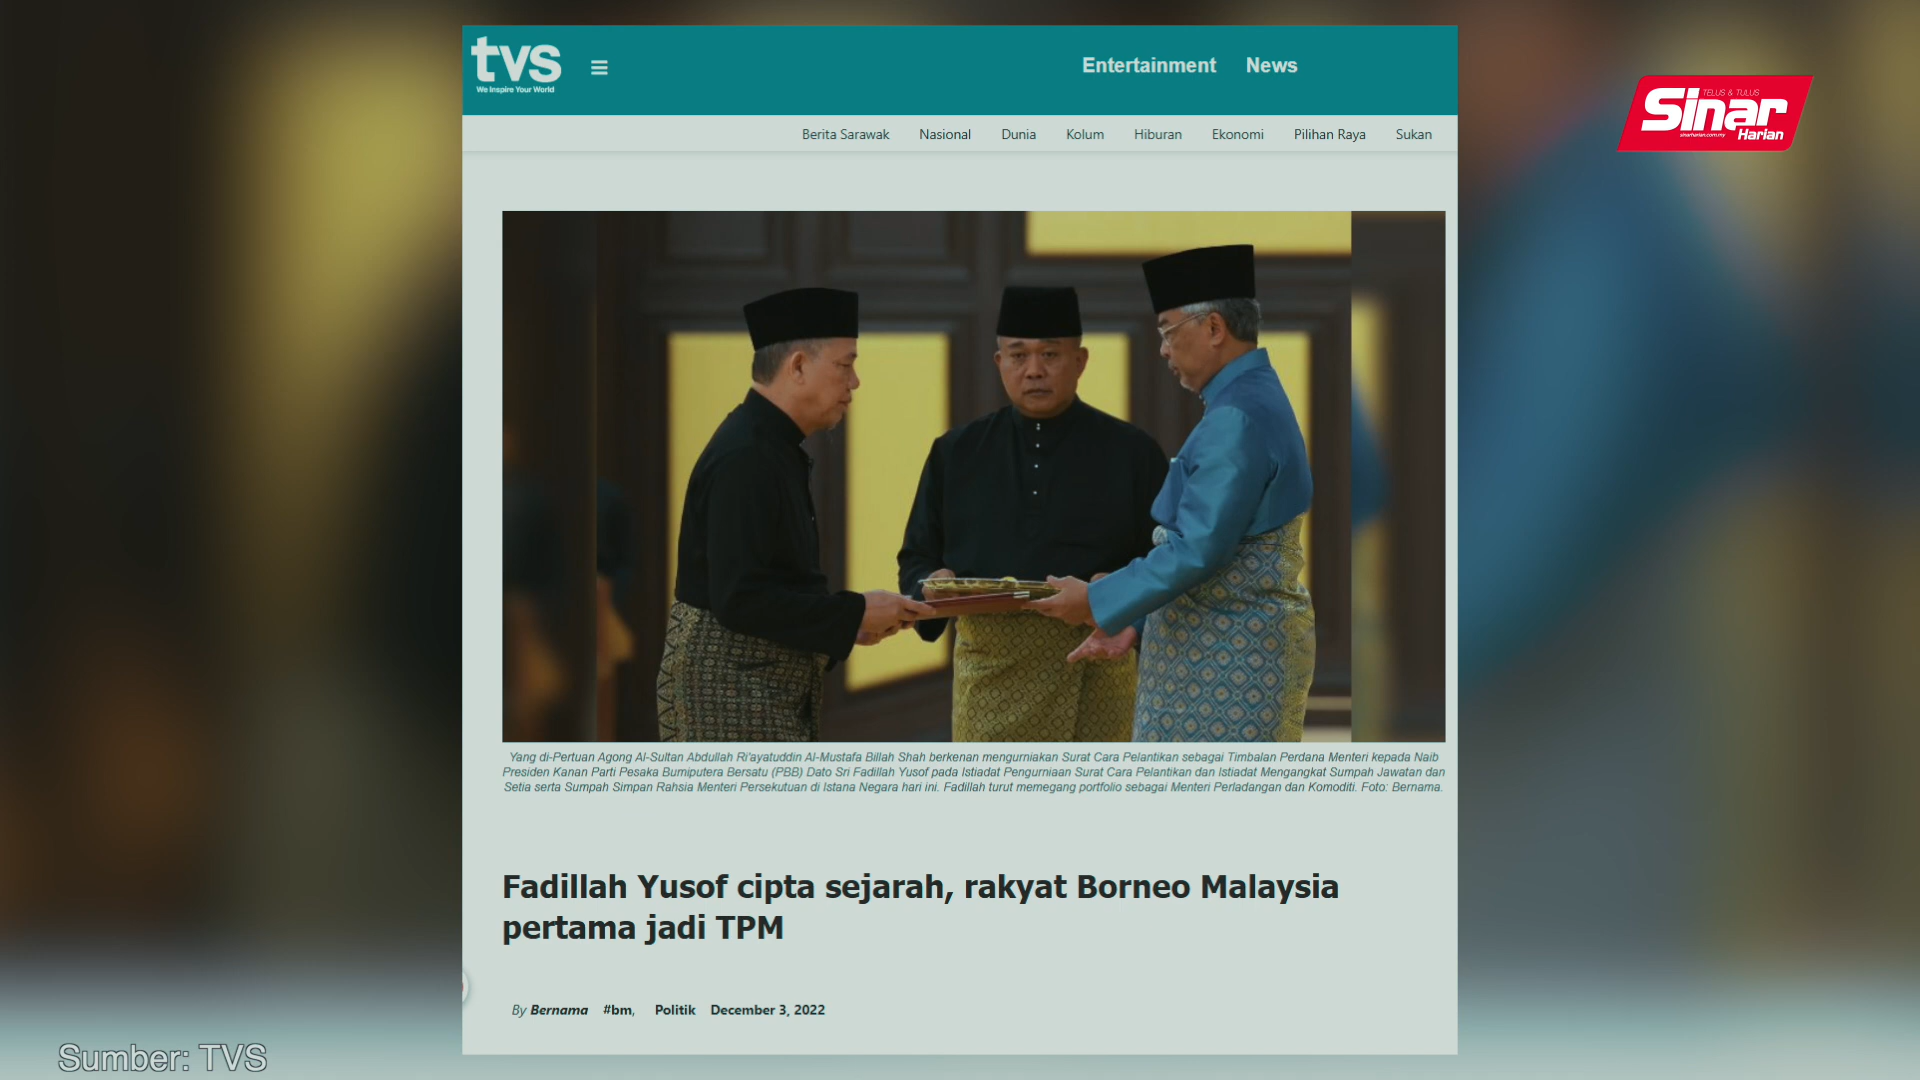 tvs
We Inspire Your World
Entertainment News
TELUS & TULUS
Sinar
Harian
sinarharian.com.my
Berita Sarawak Nasional Dunia Kolum Hiburan Ekonomi Pilihan Raya Sukan
Yang di-Pertuan Agong Al-Sultan Abdullah Ri'ayatuddin Al-Mustafa Billah Shah berkenan mengurniakan Surat Cara Pelantikan sebagai Timbalan Perdana Menteri kepada Naib
Presiden Kanan Parti Pesaka Bumiputera Bersatu (PBB) Dato Sri Fadillah Yusof pada Istiadat Pengurniaan Surat Cara Pelantikan dan Istiadat Mengangkat Sumpah Jawatan dan
Setia serta Sumpah Simpan Rahsia Menteri Persekutuan di Istana Negara hari ini. Fadillah turut memegang portfolio sebagai Menteri Perladangan dan Komoditi. Foto: Bernama.
Fadillah Yusof cipta sejarah, rakyat Borneo Malaysia
pertama jadi TPM
By Bernama #bm, Politik December 3, 2022
Sumber: TVS